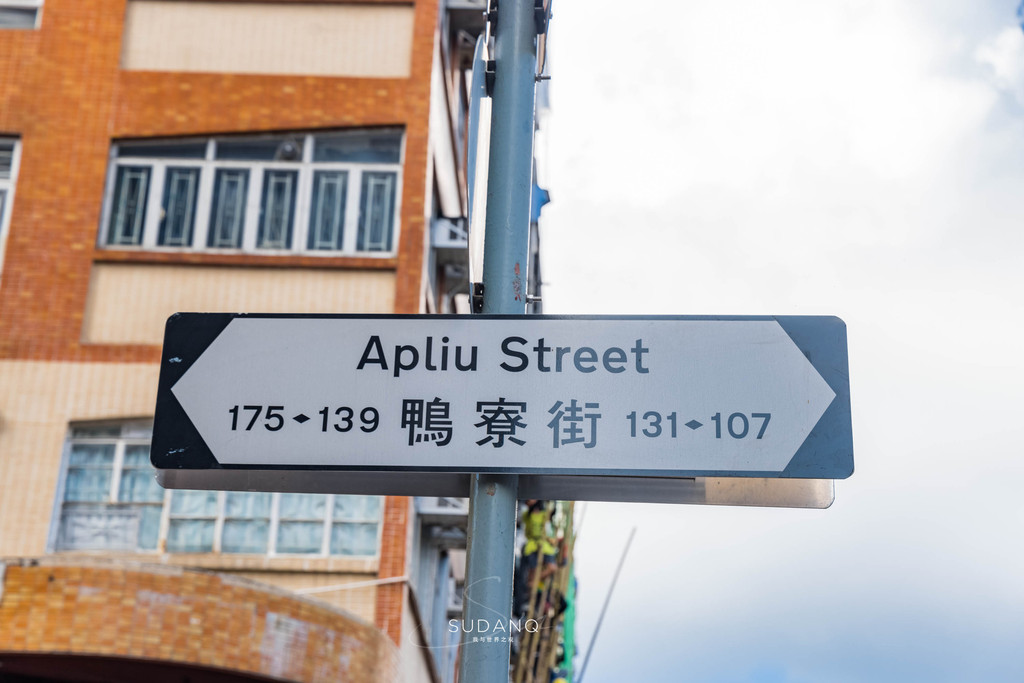 Apliu Street
175◆139 鴨寮街 131◆107
SUDANQ